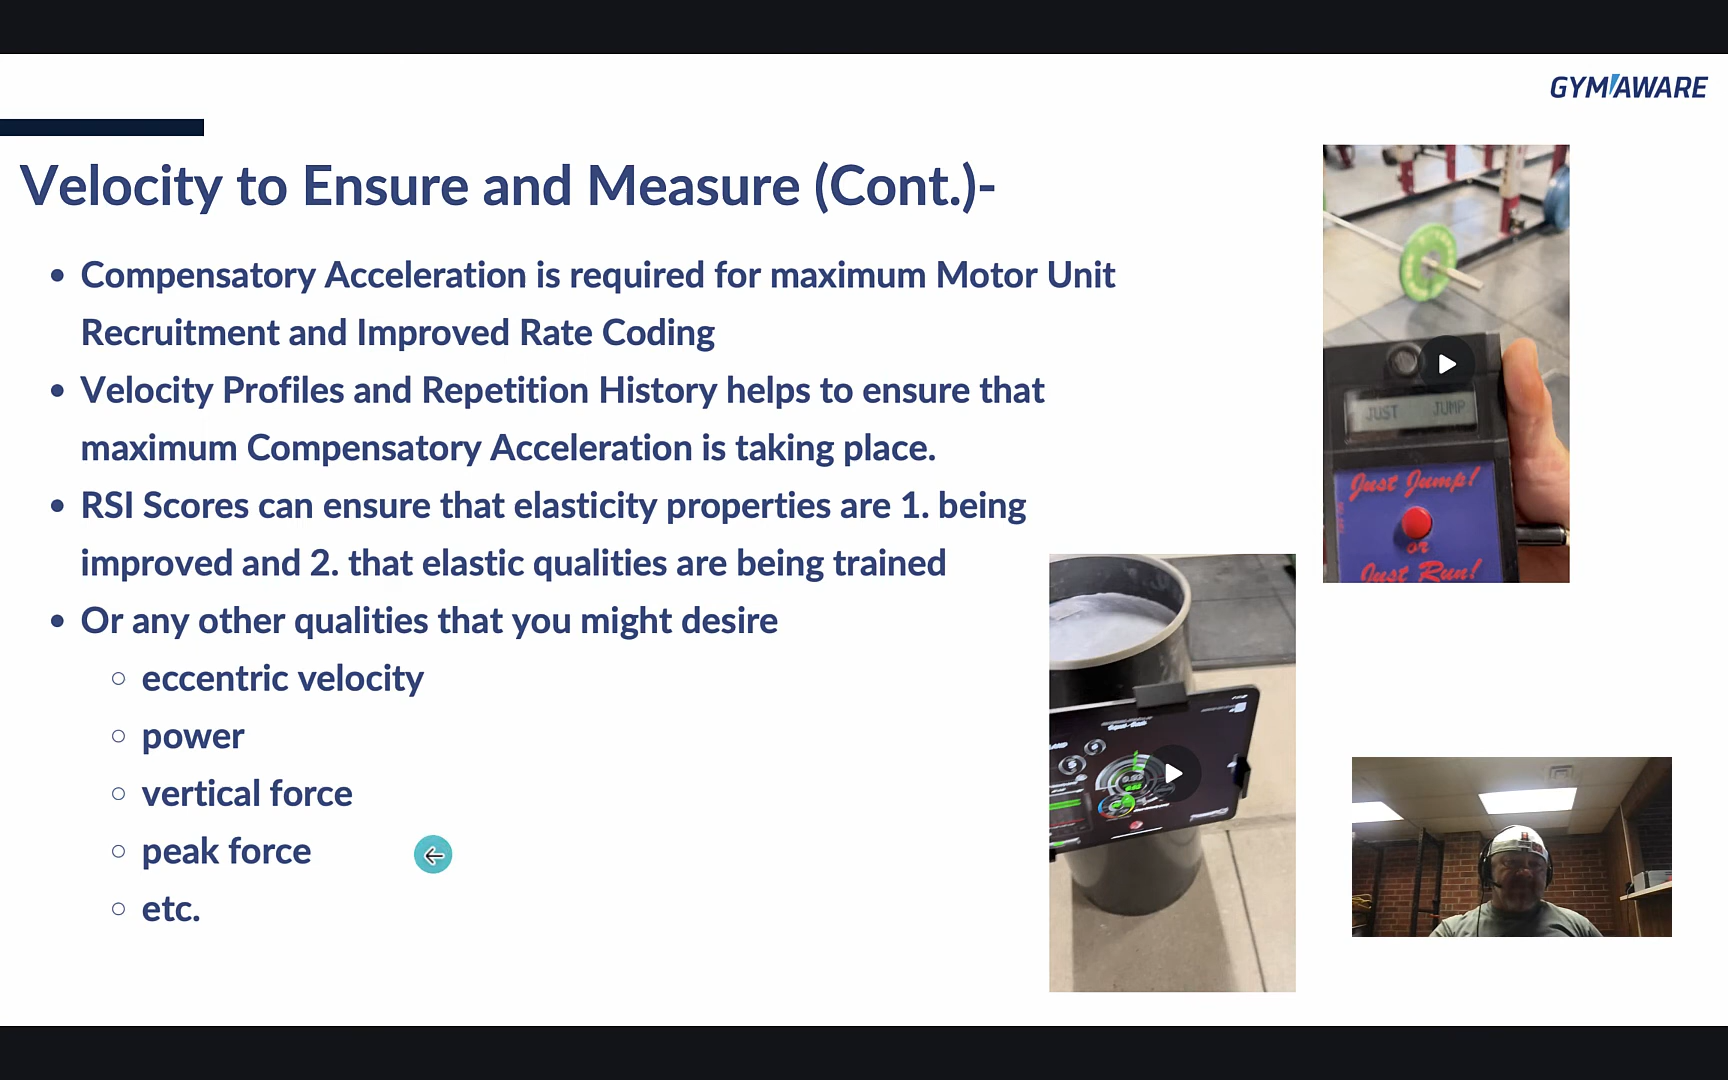 GYMAWARE
Velocity to Ensure and Measure (Cont.)-
• Compensatory Acceleration is required for maximum Motor Unit
Recruitment and Improved Rate Coding
• Velocity Profiles and Repetition History helps to ensure that
maximum Compensatory Acceleration is taking place.
• RSI Scores can ensure that elasticity properties are 1. being
improved and 2. that elastic qualities are being trained
• Or any other qualities that you might desire
○ eccentric velocity
○ power
○ vertical force
○ peak force
○ etc.
JUST JUMP
Just Jump!
or
Just Run!